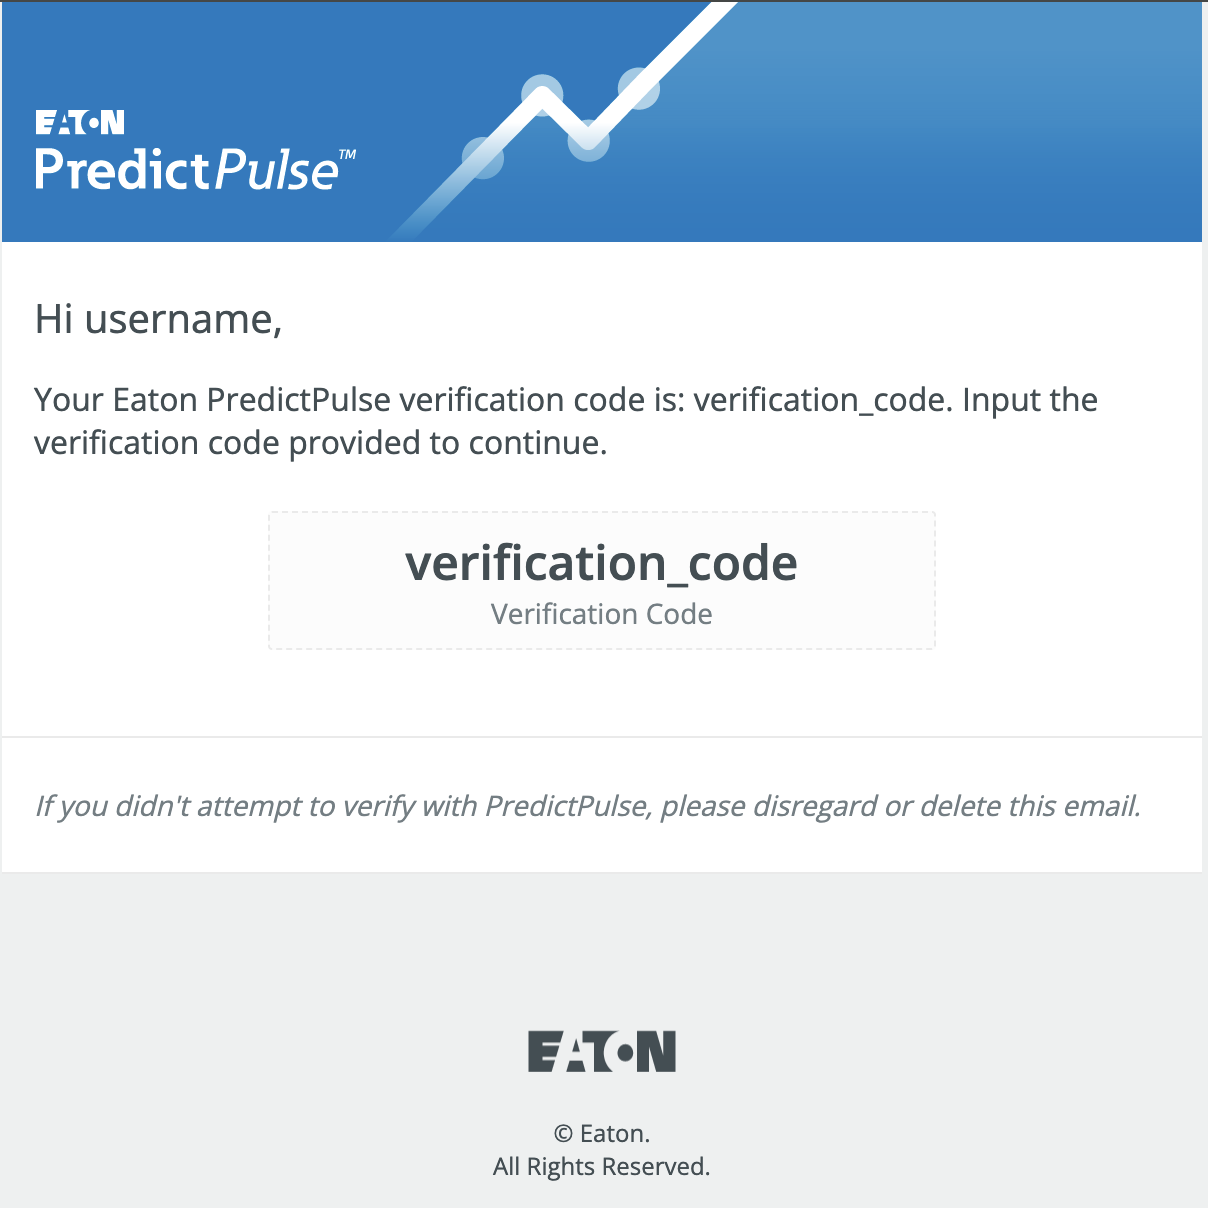 EATON
PredictPulse™
Hi username,
Your Eaton PredictPulse verification code is: verification_code. Input the
verification code provided to continue.
verification_code
Verification Code
If you didn't attempt to verify with PredictPulse, please disregard or delete this email.
EATON
© Eaton.
All Rights Reserved.